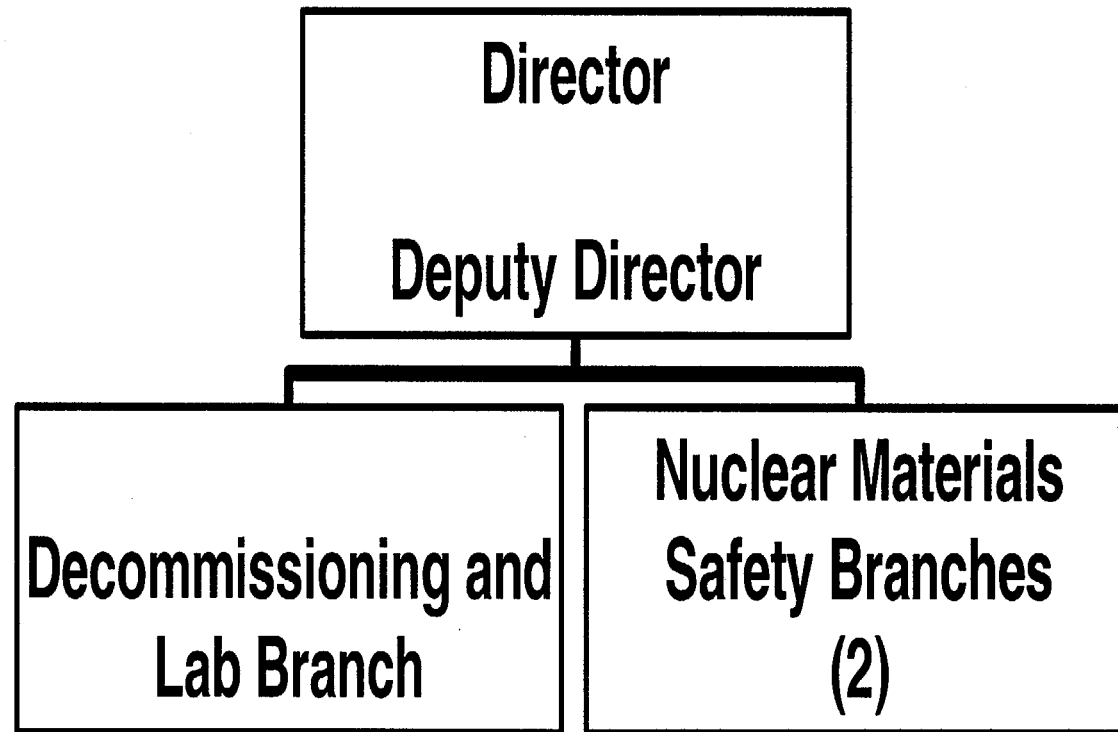 Director
Deputy Director
Decommissioning and
Lab Branch
Nuclear Materials
Safety Branches
(2)